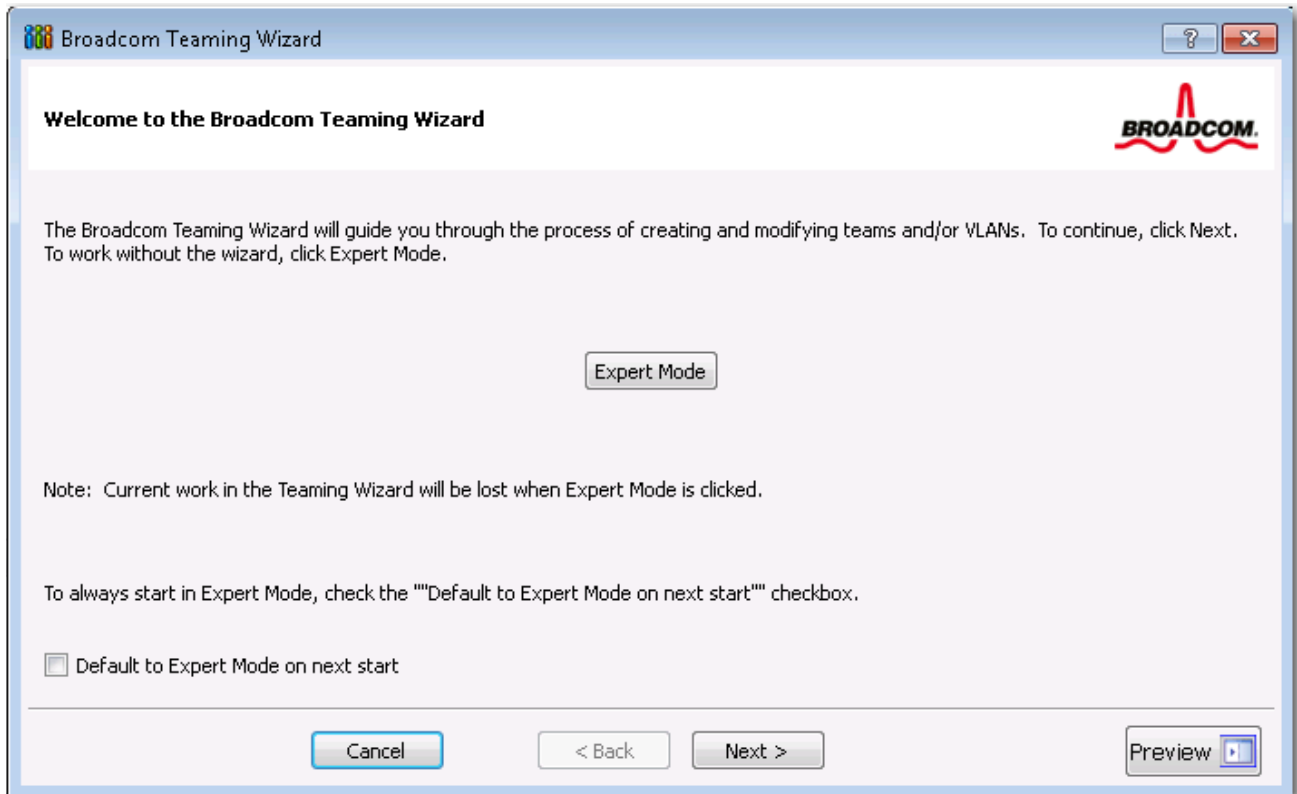 Broadcom Teaming Wizard
Welcome to the Broadcom Teaming Wizard
BROADCOM.
The Broadcom Teaming Wizard will guide you through the process of creating and modifying teams and/or VLANs.  To continue, click Next.
To work without the wizard, click Expert Mode.
Expert Mode
Note:  Current work in the Teaming Wizard will be lost when Expert Mode is clicked.
To always start in Expert Mode, check the ""Default to Expert Mode on next start"" checkbox.
Default to Expert Mode on next start
Cancel < Back Next > Preview